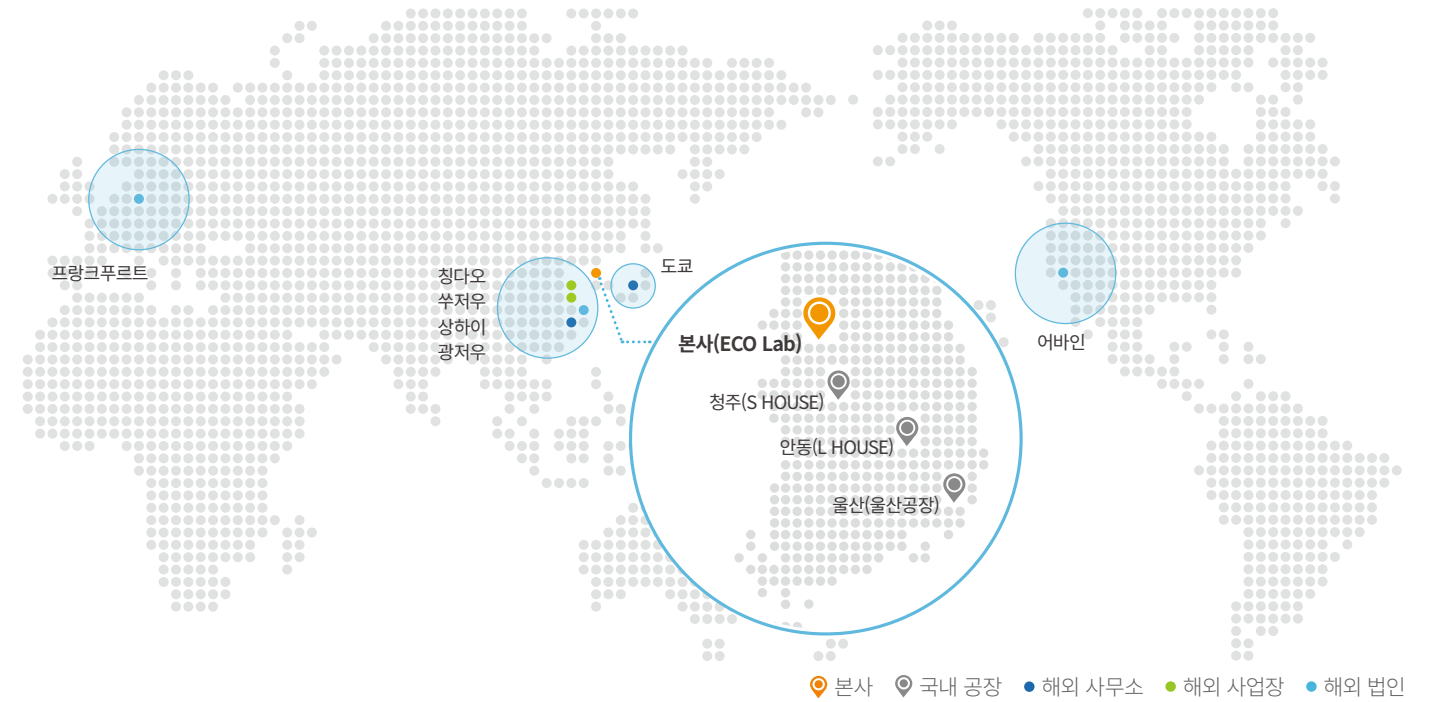 프랑크푸르트
칭다오
쑤저우
상하이
광저우
도쿄
본사(ECO Lab)
청주(S HOUSE)
안동(L HOUSE)
울산(울산공장)
어바인
본사
국내 공장
해외 사무소
해외 사업장
해외 법인